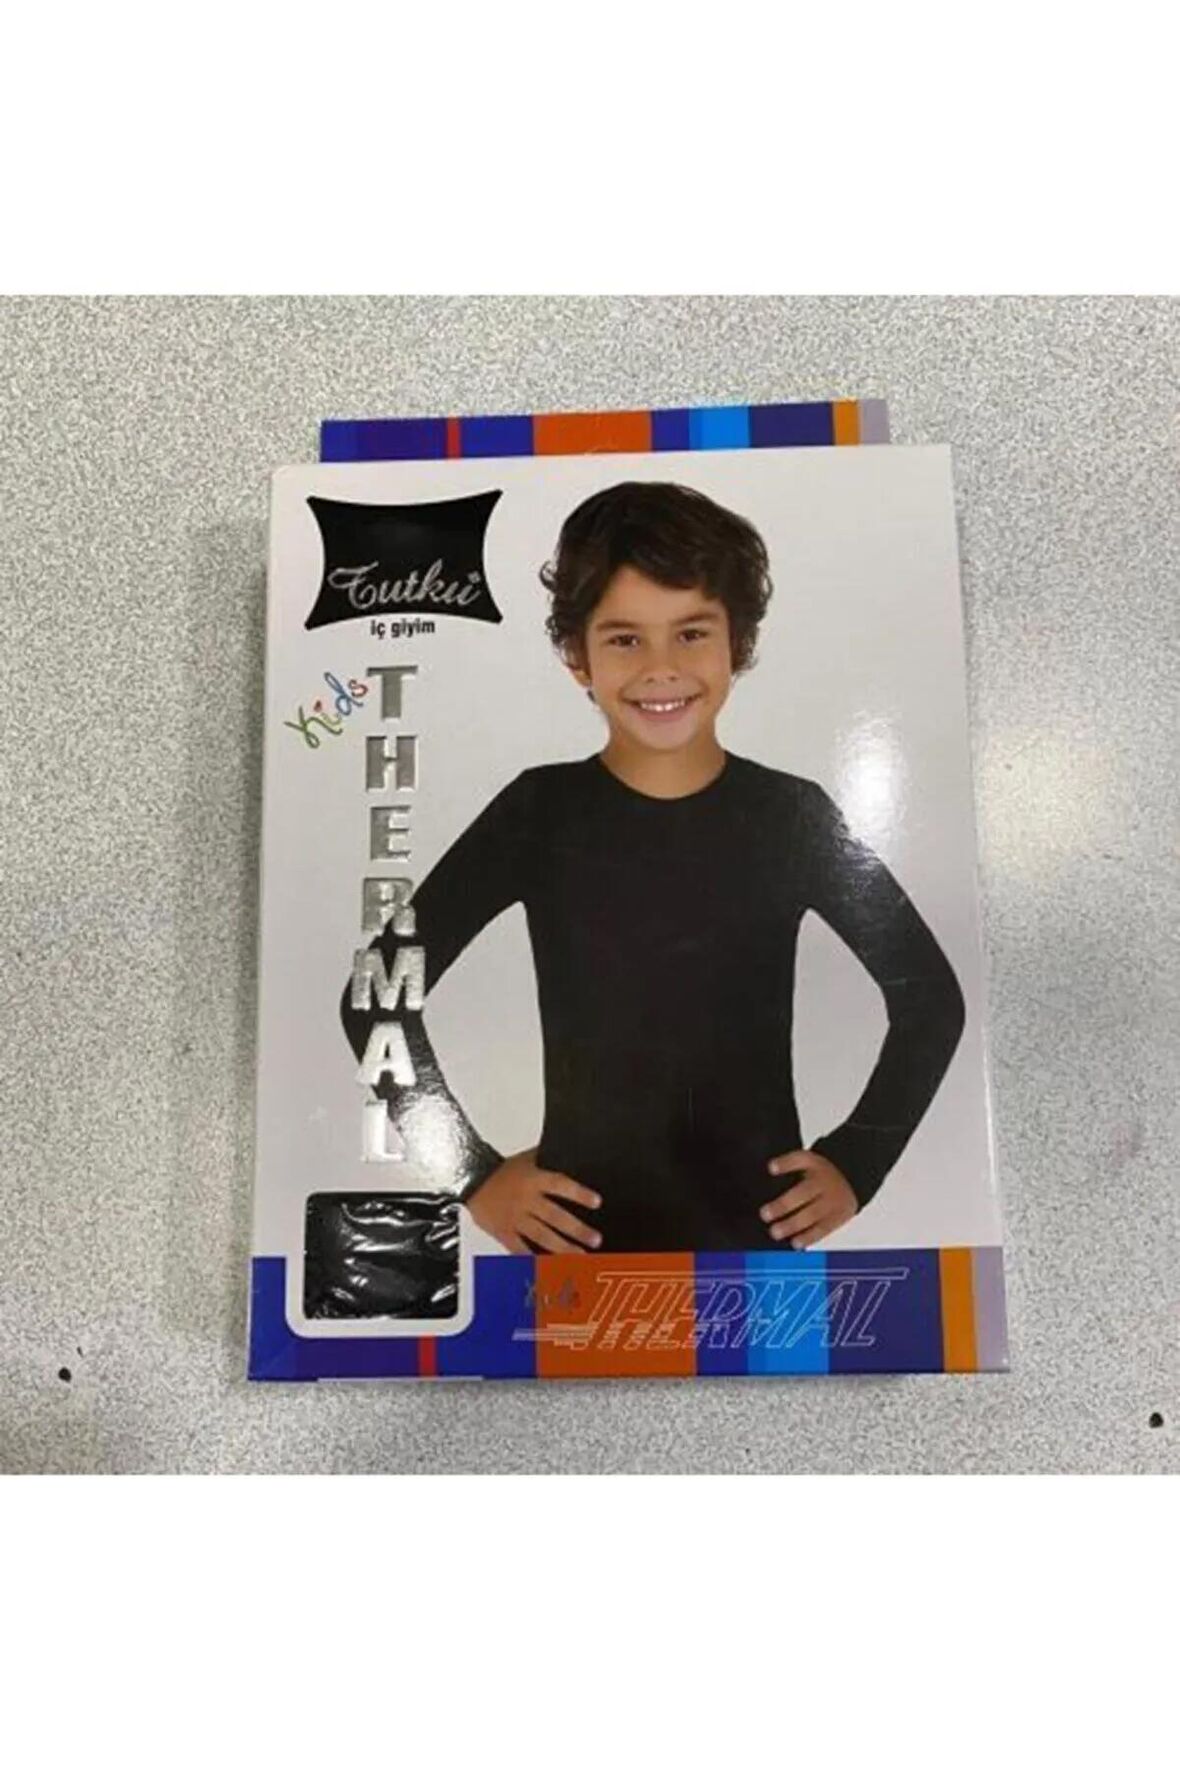 Tutku
iç giyim
Kids
THERMAL
THERMAL